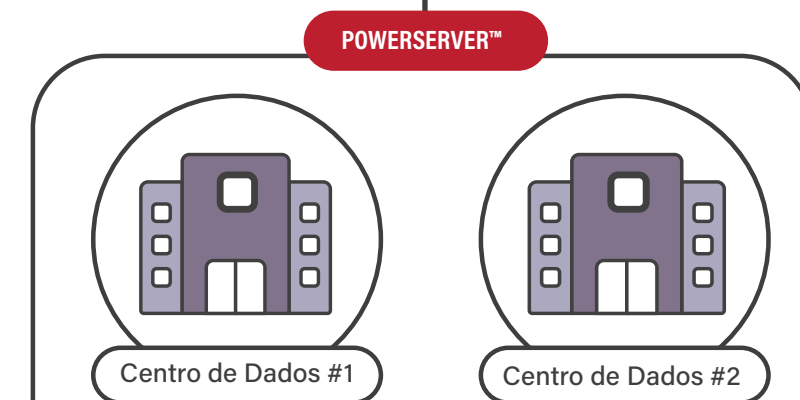 POWERSERVER™
Centro de Dados #1
Centro de Dados #2